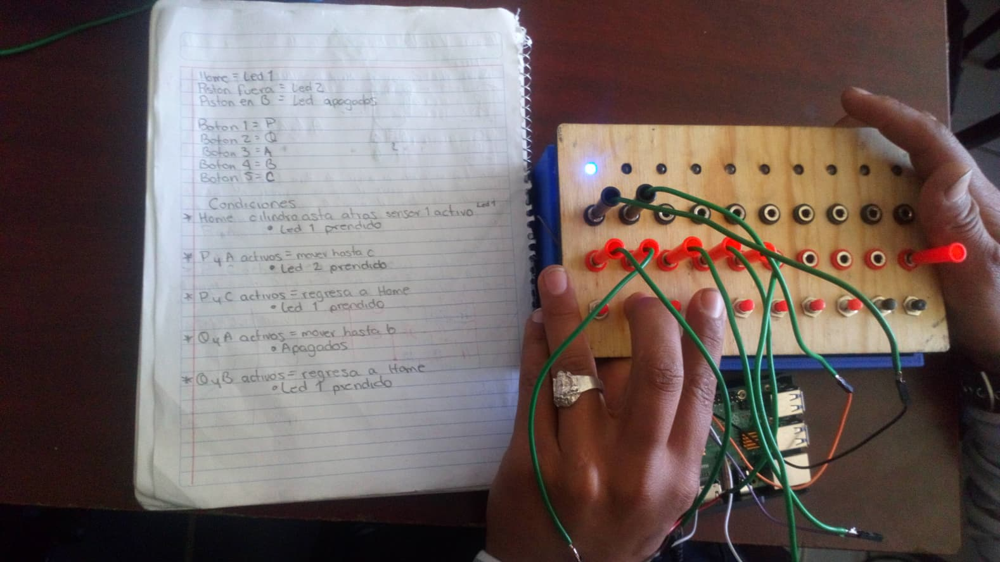 Home = Led 1
Piston fuera = Led 2
Piston en B = Led apagados
Boton 1 = P
Boton 2 = Q
Boton 3 = A
Boton 4 = B
Boton 5 = C
Condiciones
* Home cilindro asta atras sensor 1 activo Led 1
• Led 1 prendido
* P y A activos = mover hasta c
• Led 2 prendido
* P y C activos = regresa a Home
• Led 1 prendido
* Q y A activos = mover hasta b
• Apagados
* Q y B activos = regresa a Home
• Led 1 prendido